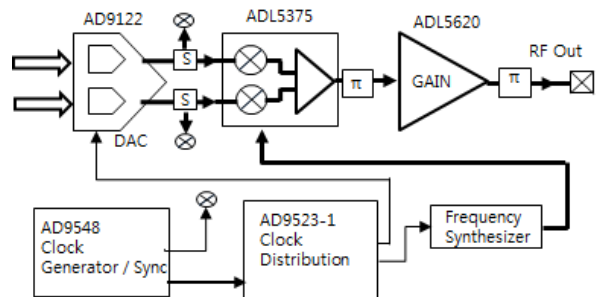 AD9122
ADL5375
ADL5620
RF Out
S
S
π
GAIN
π
DAC
AD9548
Clock
Generator / Sync
AD9523-1
Clock
Distribution
Frequency
Synthesizer